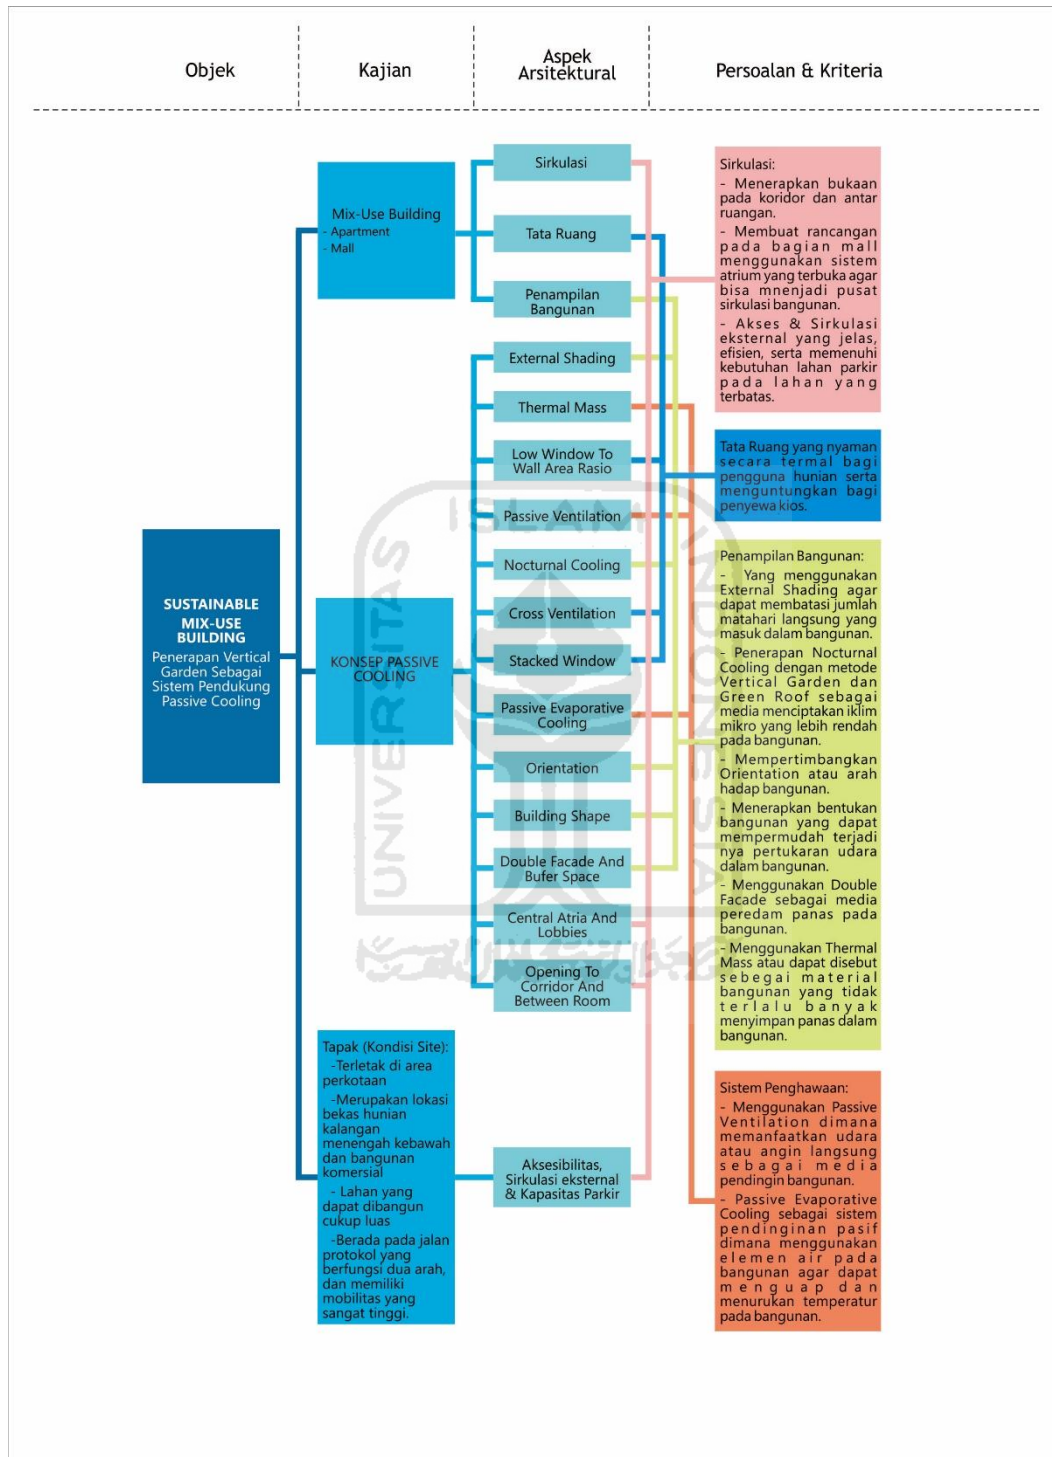 Objek
Kajian
Aspek
Arsitektural
Persoalan & Kriteria
SUSTAINABLE
MIX-USE
BUILDING
Penerapan Vertical
Garden Sebagai
Sistem Pendukung
Passive Cooling
Mix-Use Building
- Apartment
- Mall
KONSEP PASSIVE
COOLING
Tapak (Kondisi Site):
-Terletak di area
perkotaan
-Merupakan lokasi
bekas hunian
kalangan
menengah kebawah
dan bangunan
komersial
- Lahan yang
dapat dibangun
cukup luas
-Berada pada jalan
protokol yang
berfungsi dua arah,
dan memiliki
mobilitas yang
sangat tinggi.
Sirkulasi
Tata Ruang
Penampilan
Bangunan
External Shading
Thermal Mass
Low Window To
Wall Area Rasio
Passive Ventilation
Nocturnal Cooling
Cross Ventilation
Stacked Window
Passive Evaporative
Cooling
Orientation
Building Shape
Double Facade And
Bufer Space
Central Atria And
Lobbies
Opening To
Corridor And
Between Room
Aksesibilitas,
Sirkulasi eksternal
& Kapasitas Parkir
Sirkulasi:
- Menerapkan bukaan
pada koridor dan antar
ruangan.
- Membuat rancangan
pada bagian mall
menggunakan sistem
atrium yang terbuka agar
bisa mnenjadi pusat
sirkulasi bangunan.
- Akses & Sirkulasi
eksternal yang jelas,
efisien, serta memenuhi
kebutuhan lahan parkir
pada lahan yang
terbatas.
Tata Ruang yang nyaman
secara termal bagi
pengguna hunian serta
menguntungkan bagi
penyewa kios.
Penampilan Bangunan:
- Yang menggunakan
External Shading agar
dapat membatasi jumlah
matahari langsung yang
masuk dalam bangunan.
- Penerapan Nocturnal
Cooling dengan metode
Vertical Garden dan
Green Roof sebagai
media menciptakan iklim
mikro yang lebih rendah
pada bangunan.
- Mempertimbangkan
Orientation atau arah
hadap bangunan.
- Menerapkan bentukan
bangunan yang dapat
mempermudah terjadi
nya pertukaran udara
dalam bangunan.
- Menggunakan Double
Facade sebagai media
peredam panas pada
bangunan.
- Menggunakan Thermal
Mass atau dapat disebut
sebegai material
bangunan yang tidak
terlalu banyak
menyimpan panas dalam
bangunan.
Sistem Penghawaan:
- Menggunakan Passive
Ventilation dimana
memanfaatkan udara
atau angin langsung
sebagai media
pendingin bangunan.
- Passive Evaporative
Cooling sebagai sistem
pendinginan pasif
dimana menggunakan
elemen air pada
bangunan agar dapat
menguap dan
menurukan temperatur
pada bangunan.
UNIVERSITAS
ISLAM
INDONESIA